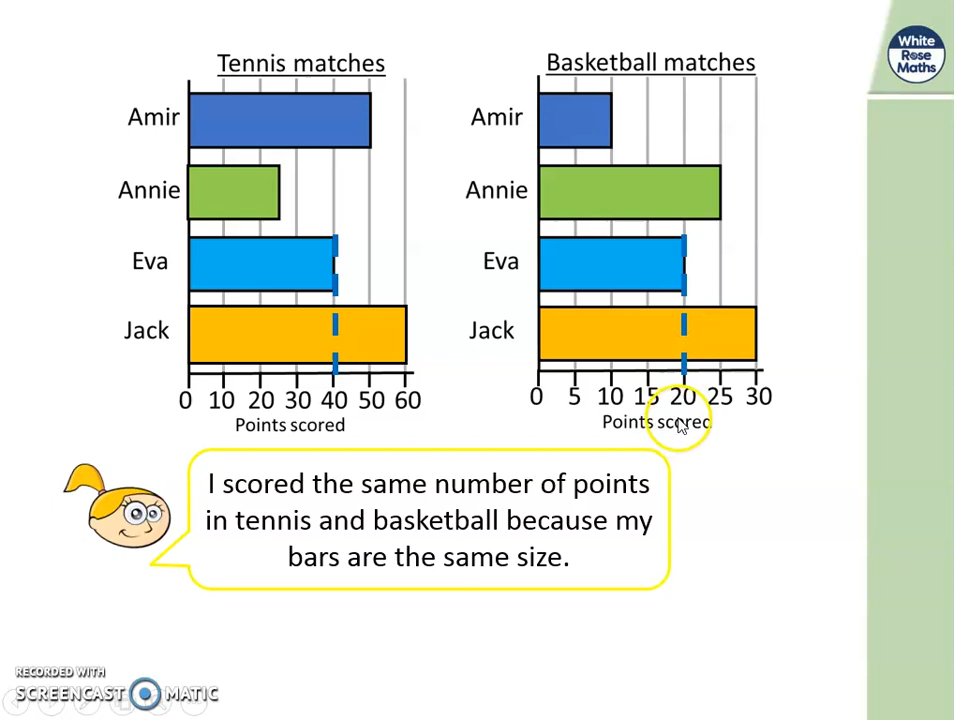 Tennis matches
Amir
Annie
Eva
Jack
0 10 20 30 40 50 60
Points scored
Basketball matches
Amir
Annie
Eva
Jack
0 5 10 15 20 25 30
Points scored
I scored the same number of points
in tennis and basketball because my
bars are the same size.
White
Rose
Maths
RECORDED WITH
SCREENCAST MATIC